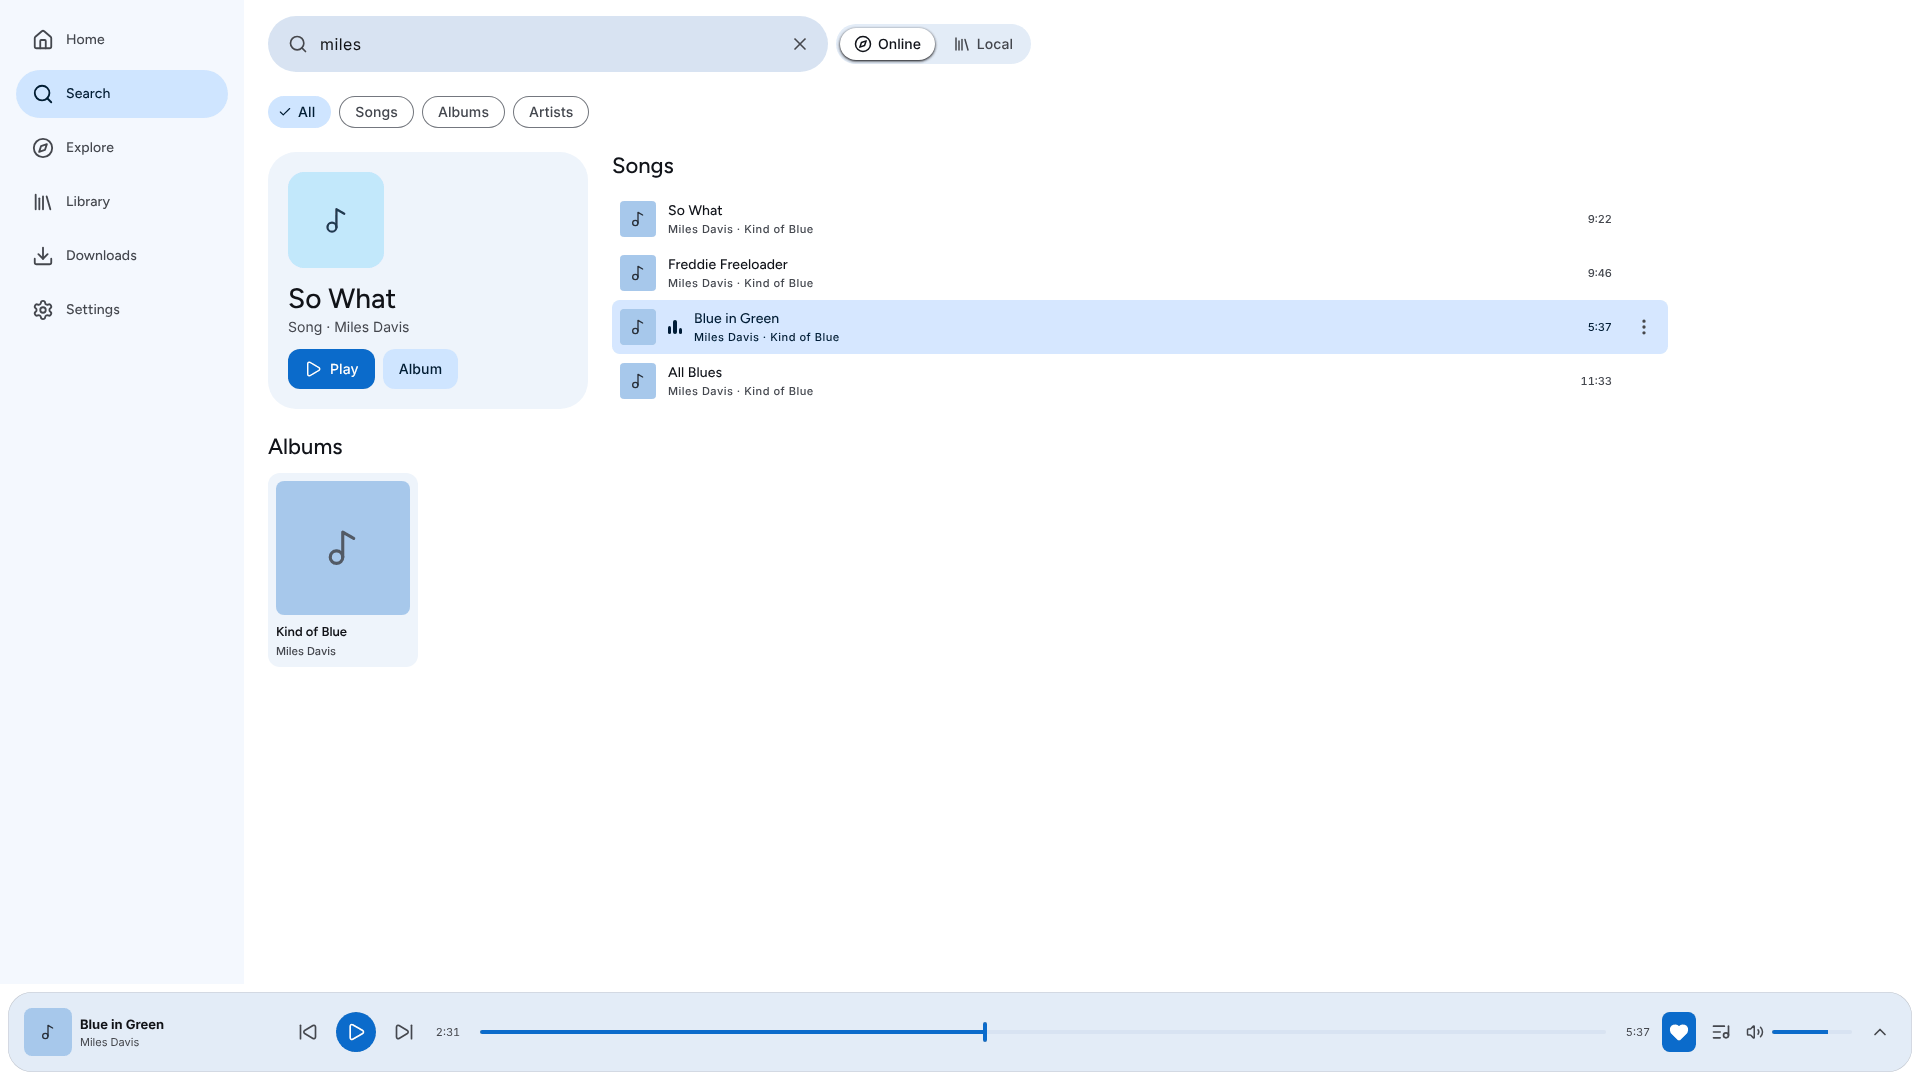 Home
Search
Explore
Library
Downloads
Settings
miles
Online
Local
All
Songs
Albums
Artists
So What
Song · Miles Davis
Play
Album
Songs
So What
Miles Davis · Kind of Blue
9:22
Freddie Freeloader
Miles Davis · Kind of Blue
9:46
Blue in Green
Miles Davis · Kind of Blue
5:37
All Blues
Miles Davis · Kind of Blue
11:33
Albums
Kind of Blue
Miles Davis
Blue in Green
Miles Davis
2:31
5:37